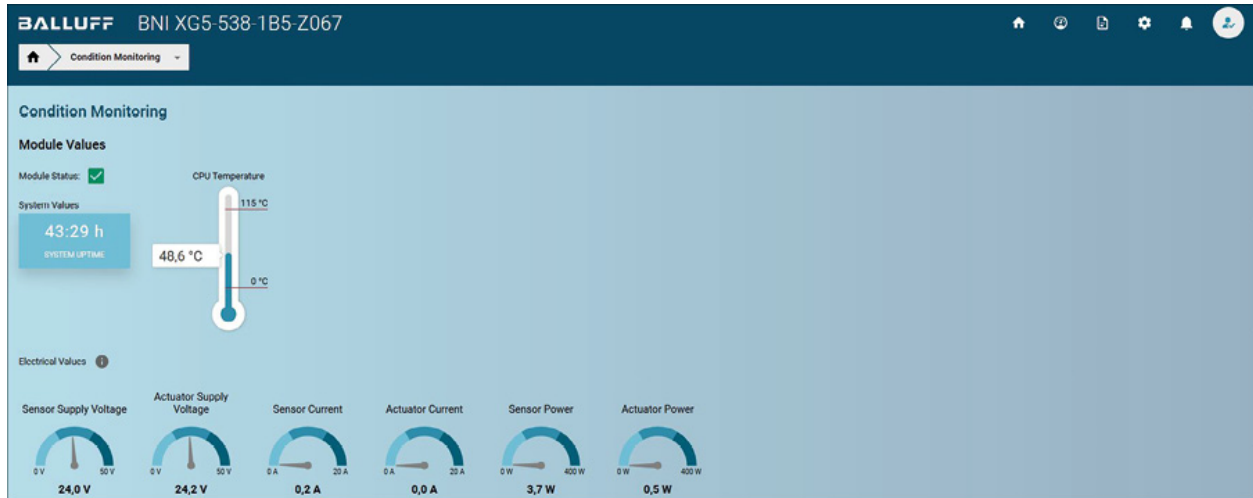 BALLUFF BNI XG5-538-1B5-Z067
Condition Monitoring
Condition Monitoring
Module Values
Module Status:
CPU Temperature
115 °C
System Values
43:29 h
SYSTEM UPTIME
48,6 °C
0 °C
Electrical Values
Sensor Supply Voltage
Actuator Supply
Voltage
Sensor Current
Actuator Current
Sensor Power
Actuator Power
0 V 50 V
0 V 50 V
0 A 20 A
0 A 20 A
0 W 400 W
0 W 400 W
24,0 V
24,2 V
0,2 A
0,0 A
3,7 W
0,5 W